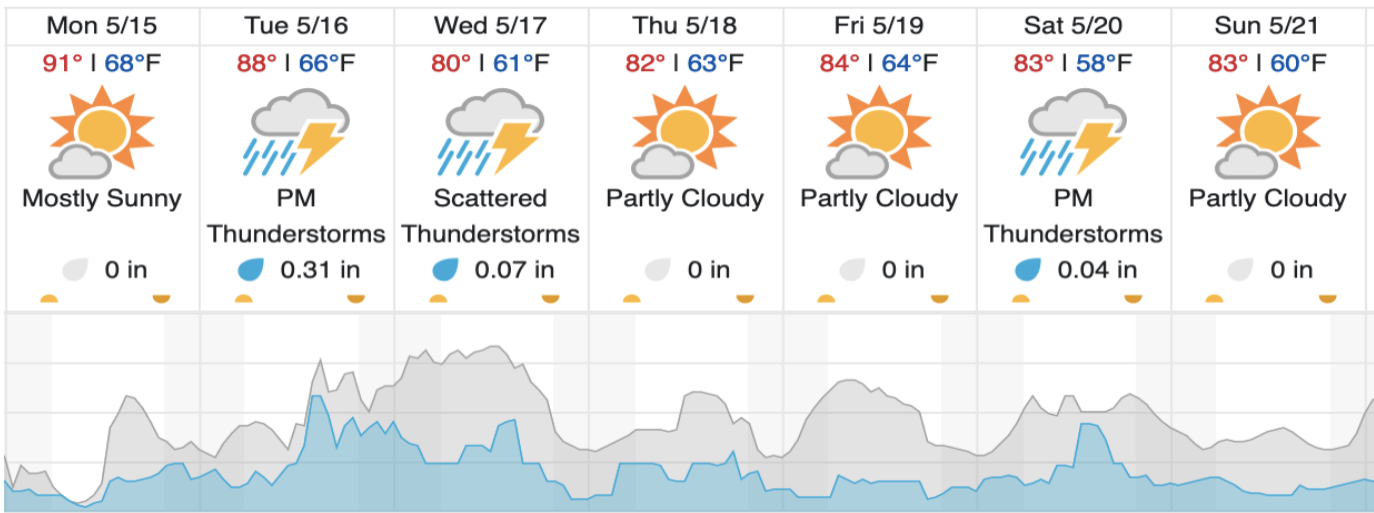 Mon 5/15
Tue 5/16
Wed 5/17
Thu 5/18
Fri 5/19
Sat 5/20
Sun 5/21
91° | 68°F
88° | 66°F
80° | 61°F
82° | 63°F
84° | 64°F
83° | 58°F
83° | 60°F
Mostly Sunny
PM
Thunderstorms
Scattered
Thunderstorms
Partly Cloudy
Partly Cloudy
PM
Thunderstorms
Partly Cloudy
0 in
0.31 in
0.07 in
0 in
0 in
0.04 in
0 in